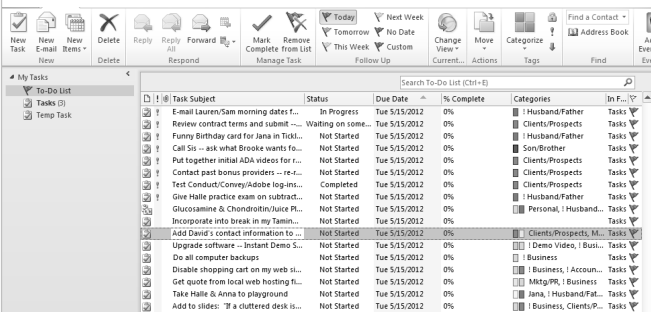 New Task New E-mail New Items Delete Reply Reply All Forward Mark Complete Remove from List Today Next Week Tomorrow No Date This Week Custom Change View Move Categorize Find a Contact Address Book
New Delete Respond Manage Task Follow Up Current... Actions Tags Find
My Tasks
To-Do List
Tasks (3)
Temp Task
Search To-Do List (Ctrl+E)
Task Subject Status Due Date % Complete Categories In F...
E-mail Lauren/Sam morning dates f... In Progress Tue 5/15/2012 0% ! Husband/Father Tasks
Review contract terms and submit --... Waiting on some... Tue 5/15/2012 0% Clients/Prospects Tasks
Funny Birthday card for Jana in Tickl... Not Started Tue 5/15/2012 0% ! Husband/Father Tasks
Call Sis -- ask what Brooke wants fo... Not Started Tue 5/15/2012 0% Son/Brother Tasks
Put together initial ADA videos for r... Not Started Tue 5/15/2012 0% Clients/Prospects Tasks
Contact past bonus providers -- re-r... Not Started Tue 5/15/2012 0% Clients/Prospects Tasks
Test Conduct/Convey/Adobe log-ins... Completed Tue 5/15/2012 0% Clients/Prospects Tasks
Give Halle practice exam on subtract... Not Started Tue 5/15/2012 0% ! Husband/Father Tasks
Glucosamine & Chondroitin/Juice Pl... Not Started Tue 5/15/2012 0% Personal, ! Husband... Tasks
Incorporate into break in my Tamin... Not Started Tue 5/15/2012 0% Tasks
Add David's contact information to ... Not Started Tue 5/15/2012 0% Clients/Prospects, M... Tasks
Upgrade software -- Instant Demo S... Not Started Tue 5/15/2012 0% ! Demo Video, ! Busi... Tasks
Do all computer backups Not Started Tue 5/15/2012 0% ! Business Tasks
Disable shopping cart on my web si... Not Started Tue 5/15/2012 0% ! Business, ! Accoun... Tasks
Get quote from local web hosting fi... Not Started Tue 5/15/2012 0% Mktg/PR, ! Business Tasks
Take Halle & Anna to playground Not Started Tue 5/15/2012 0% Jana, ! Husband/Fat... Tasks
Add to slides: "If a cluttered desk is... Not Started Tue 5/15/2012 0% ! Business, Clients/P... Tasks